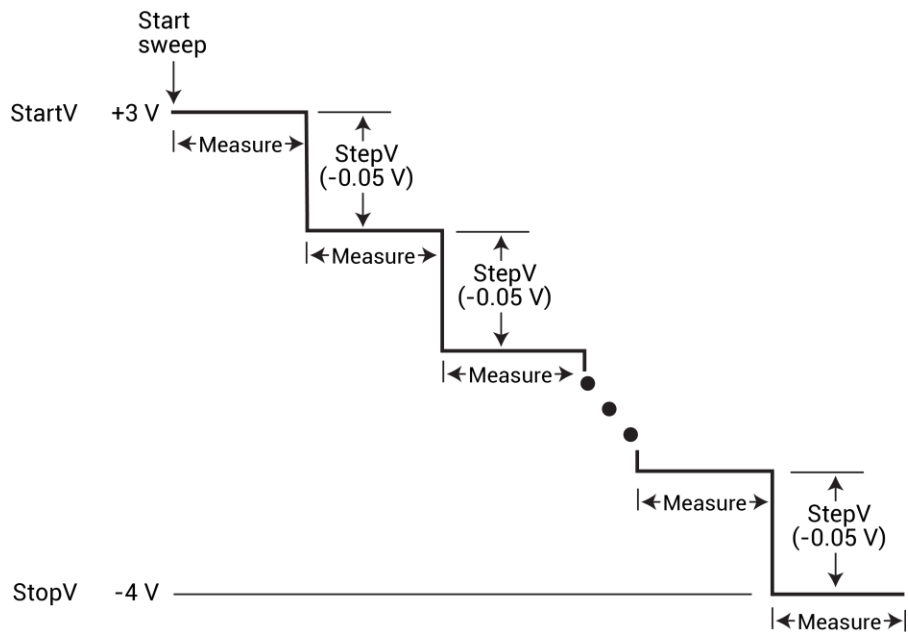 Start
sweep
StartV +3 V
Measure
StepV
(-0.05 V)
Measure
StepV
(-0.05 V)
Measure
Measure
StepV
(-0.05 V)
StopV -4 V
Measure